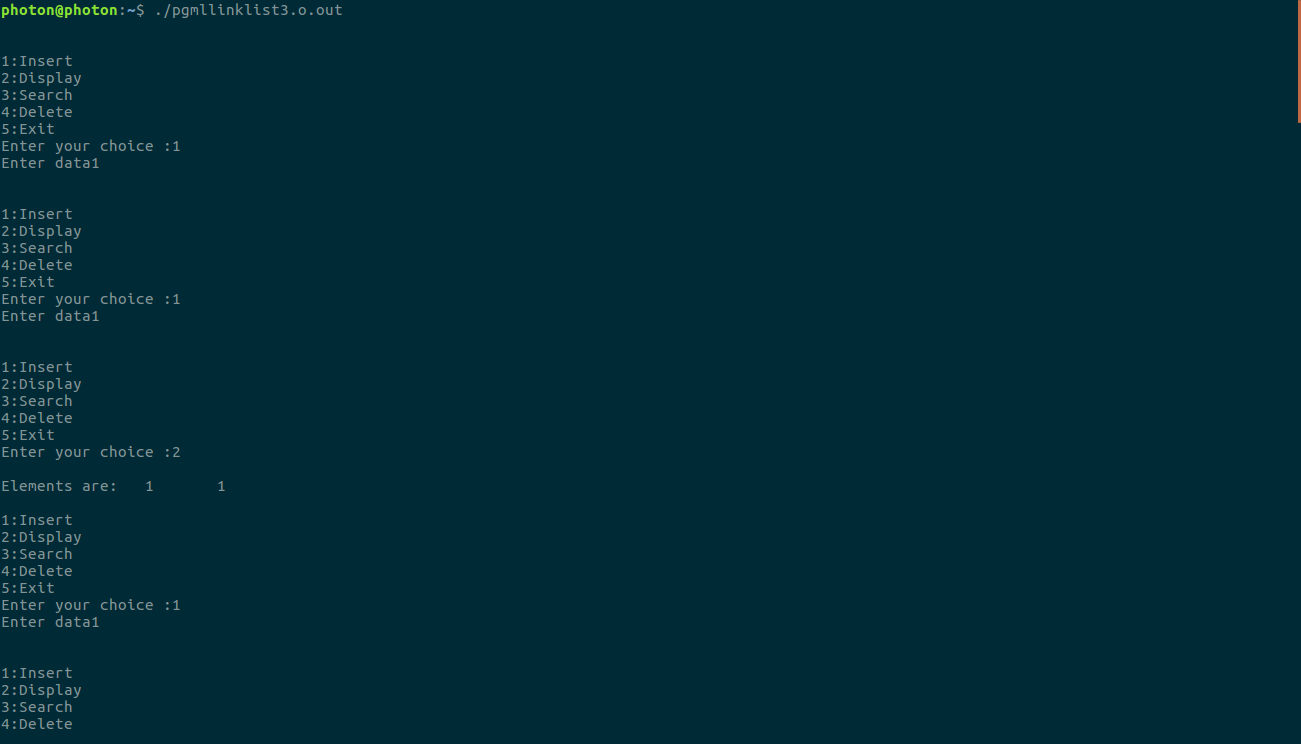 photon@photon:~$ ./pgmllinklist3.o.out
1:Insert
2:Display
3:Search
4:Delete
5:Exit
Enter your choice :1
Enter data1
1:Insert
2:Display
3:Search
4:Delete
5:Exit
Enter your choice :1
Enter data1
1:Insert
2:Display
3:Search
4:Delete
5:Exit
Enter your choice :2
Elements are:   1       1
1:Insert
2:Display
3:Search
4:Delete
5:Exit
Enter your choice :1
Enter data1
1:Insert
2:Display
3:Search
4:Delete